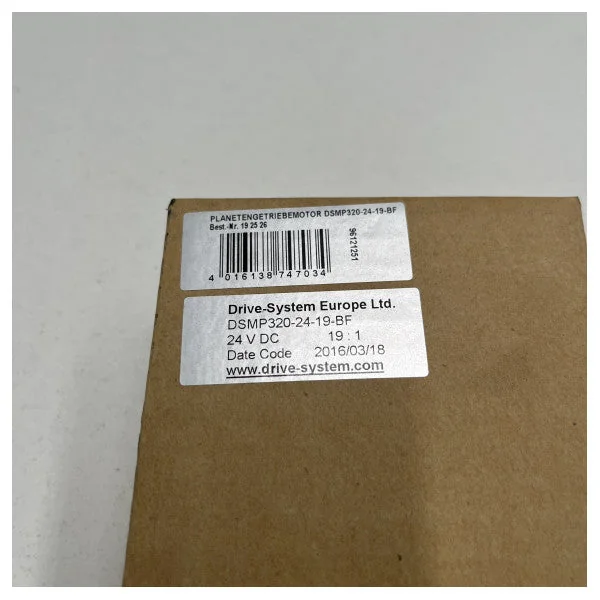 PLANETENGETRIEBEMOTOR DSMP320-24-19-BF
Best.-Nr. 19 25 26
96121251
4 016138 747034
Drive-System Europe Ltd.
DSMP320-24-19-BF
24 V DC 19 : 1
Date Code 2016/03/18
www.drive-system.com